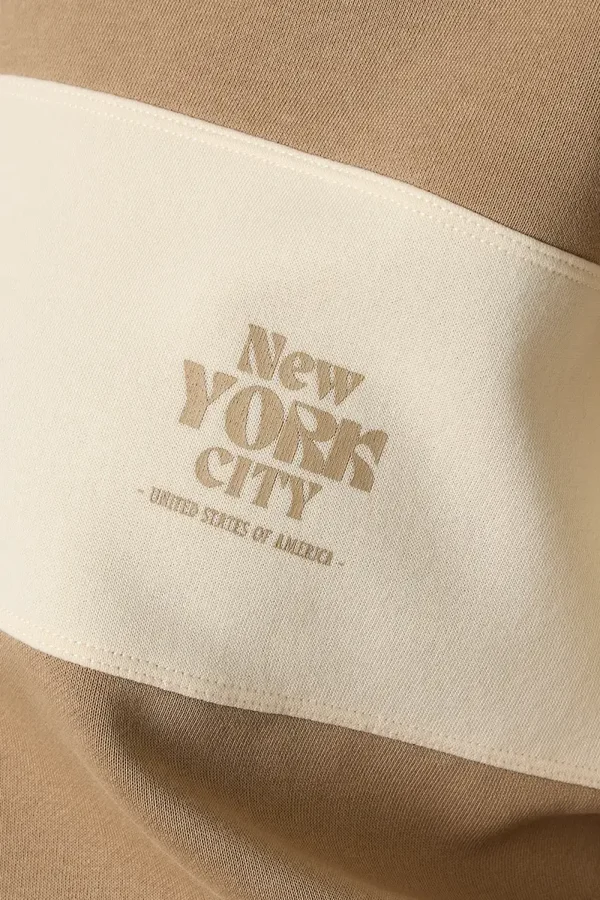 New
YORK
CITY
- UNITED STATES OF AMERICA -